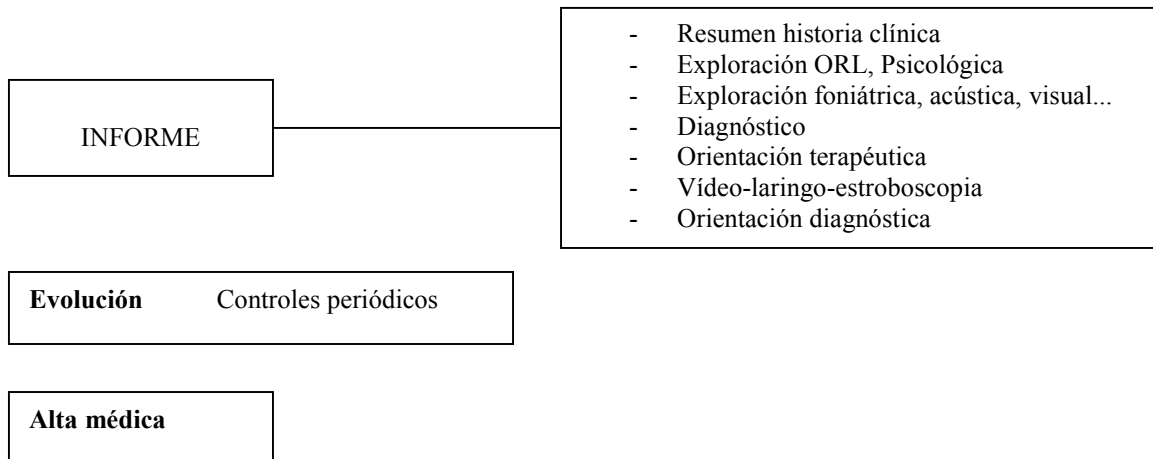 - Resumen historia clínica
- Exploración ORL, Psicológica
- Exploración foniátrica, acústica, visual...
- Diagnóstico
- Orientación terapéutica
- Vídeo-laringo-estroboscopia
- Orientación diagnóstica
INFORME
Evolución Controles periódicos
Alta médica